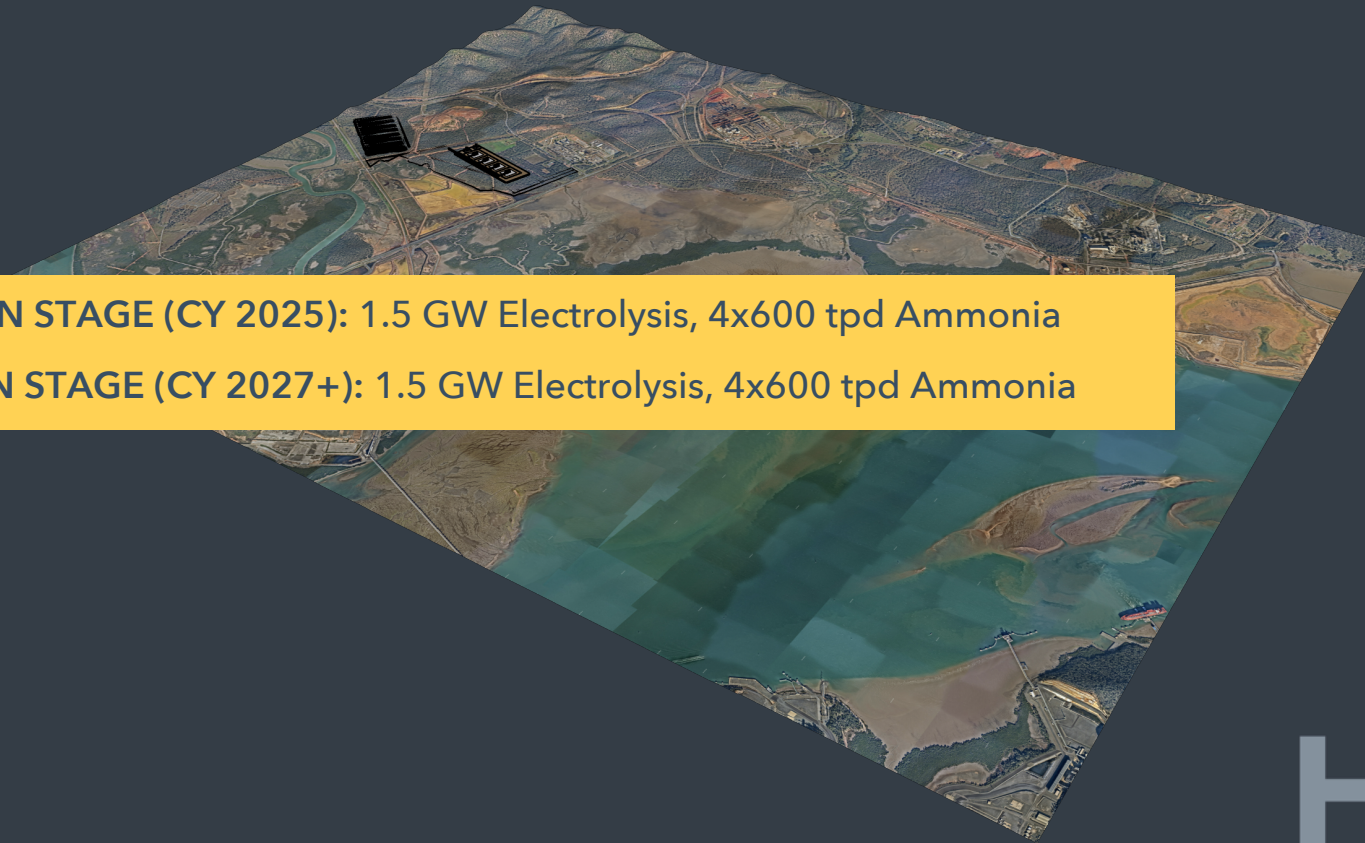 N STAGE (CY 2025): 1.5 GW Electrolysis, 4x600 tpd Ammonia
N STAGE (CY 2027+): 1.5 GW Electrolysis, 4x600 tpd Ammonia
H